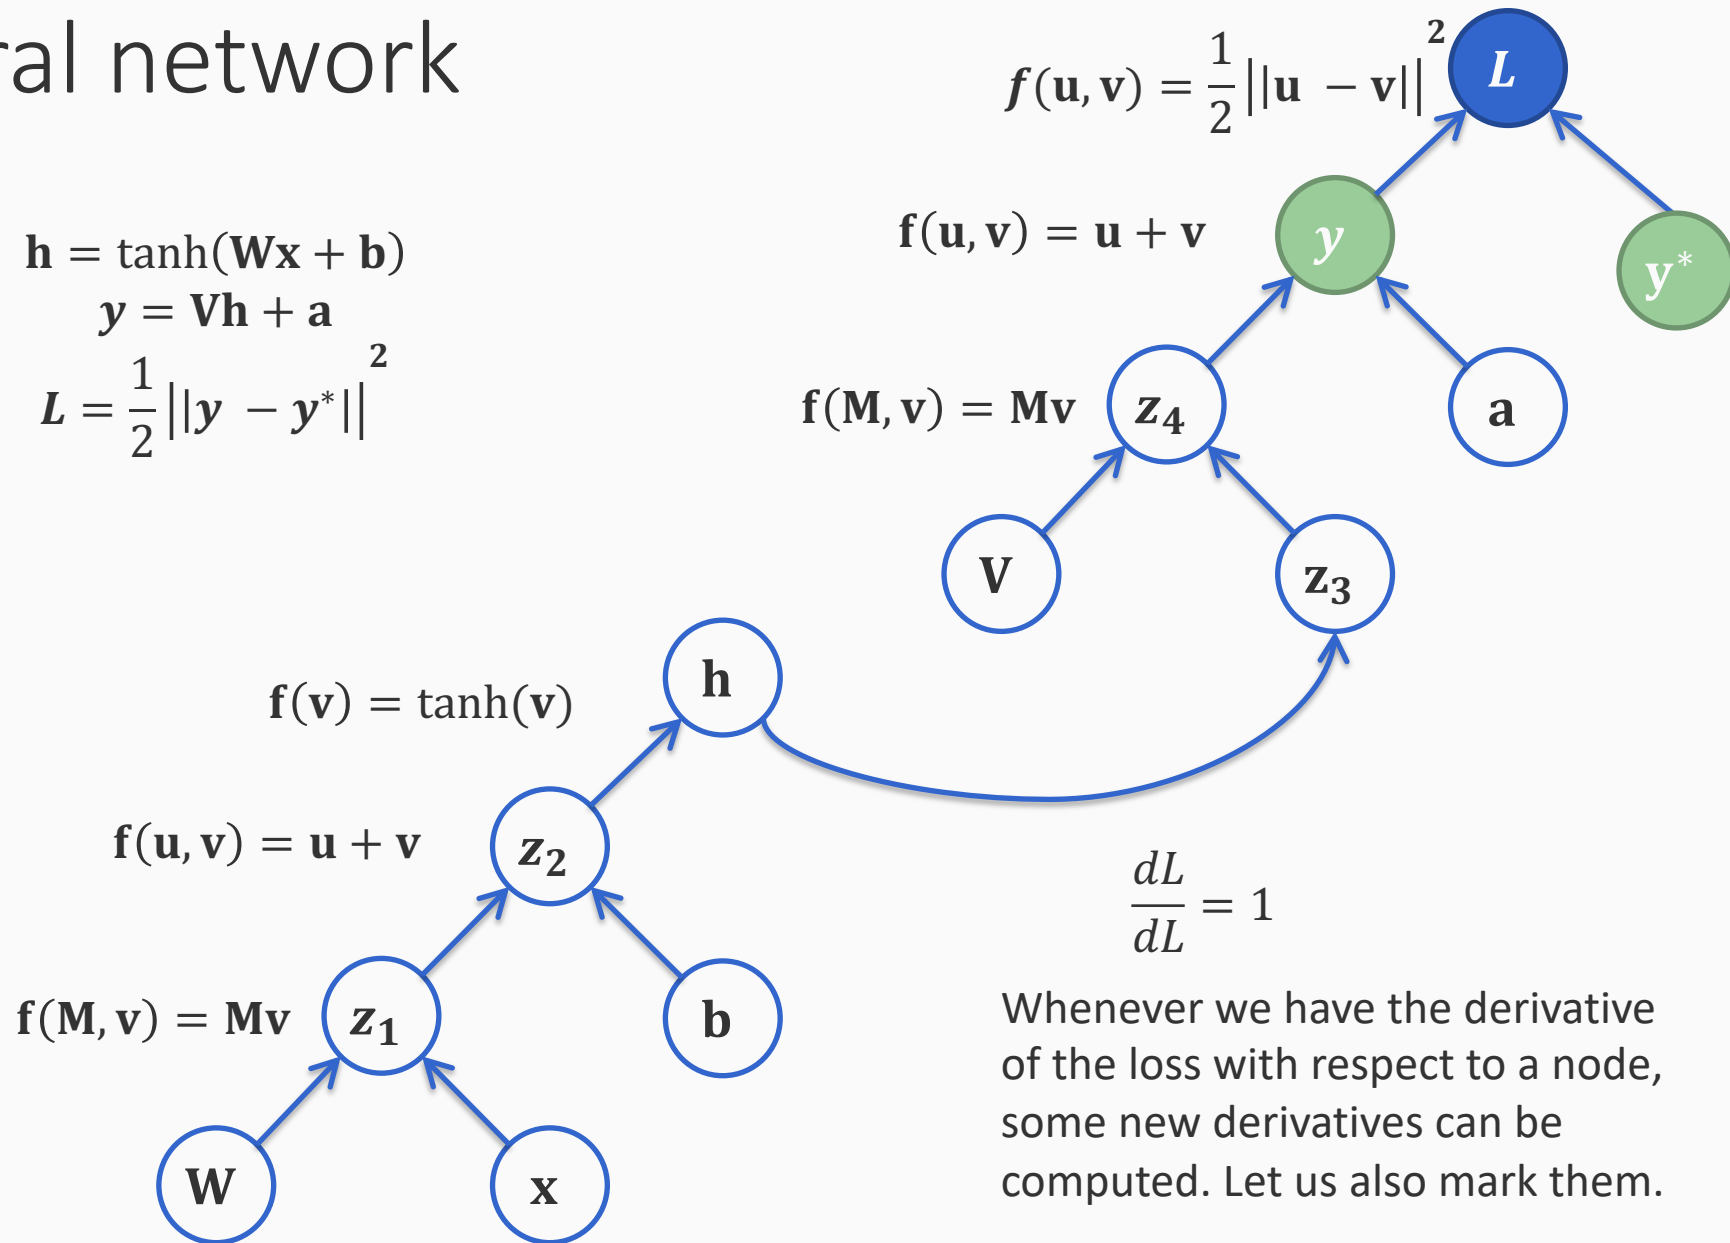 ral network
h = tanh(Wx + b)
y = Vh + a
L = 1/2 ||y − y*||²
f(u, v) = 1/2 ||u − v||²
L
f(u, v) = u + v
y
y*
f(M, v) = Mv
z₄
a
V
z₃
f(v) = tanh(v)
h
f(u, v) = u + v
z₂
f(M, v) = Mv
z₁
b
W
x
dL/dL = 1
Whenever we have the derivative
of the loss with respect to a node,
some new derivatives can be
computed. Let us also mark them.